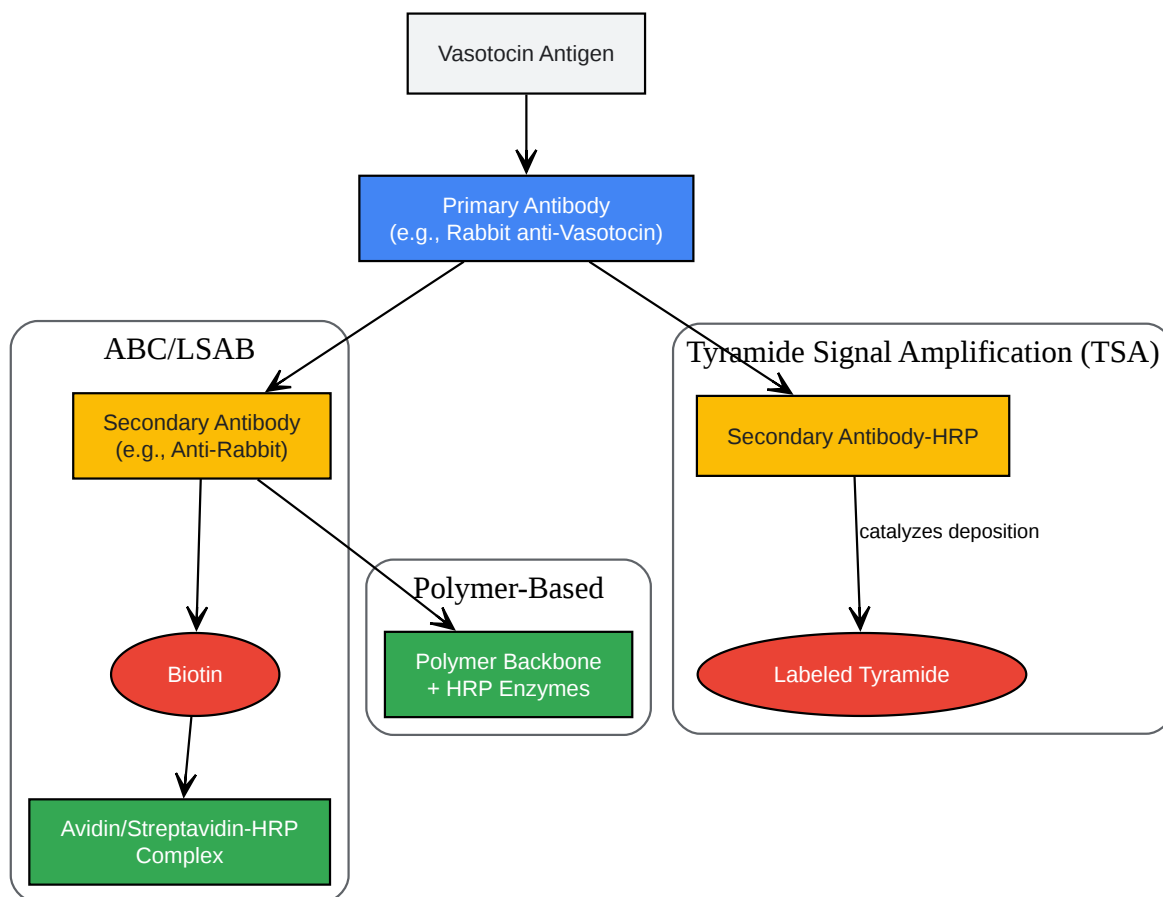 Vasotocin Antigen
Primary Antibody
(e.g., Rabbit anti-Vasotocin)
ABC/LSAB
Secondary Antibody
(e.g., Anti-Rabbit)
Biotin
Avidin/Streptavidin-HRP
Complex
Polymer-Based
Polymer Backbone
+ HRP Enzymes
Tyramide Signal Amplification (TSA)
Secondary Antibody-HRP
catalyzes deposition
Labeled Tyramide